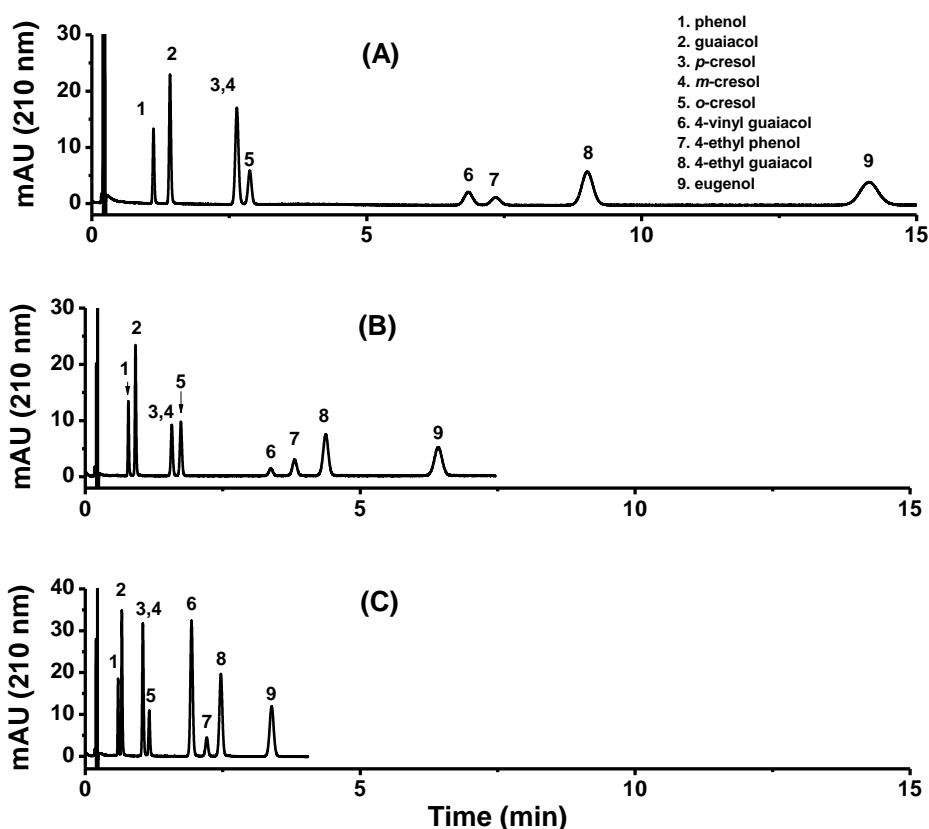 (A)
mAU (210 nm)
30
20
10
0
1
2
3,4
5
6
7
8
9
1. phenol
2. guaiacol
3. p-cresol
4. m-cresol
5. o-cresol
6. 4-vinyl guaiacol
7. 4-ethyl phenol
8. 4-ethyl guaiacol
9. eugenol
0 5 10 15
(B)
mAU (210 nm)
30
20
10
0
1
2
3,4
5
6
7
8
9
0 5 10 15
(C)
mAU (210 nm)
40
30
20
10
0
1
2
3,4
5
6
7
8
9
0 5 10 15
Time (min)